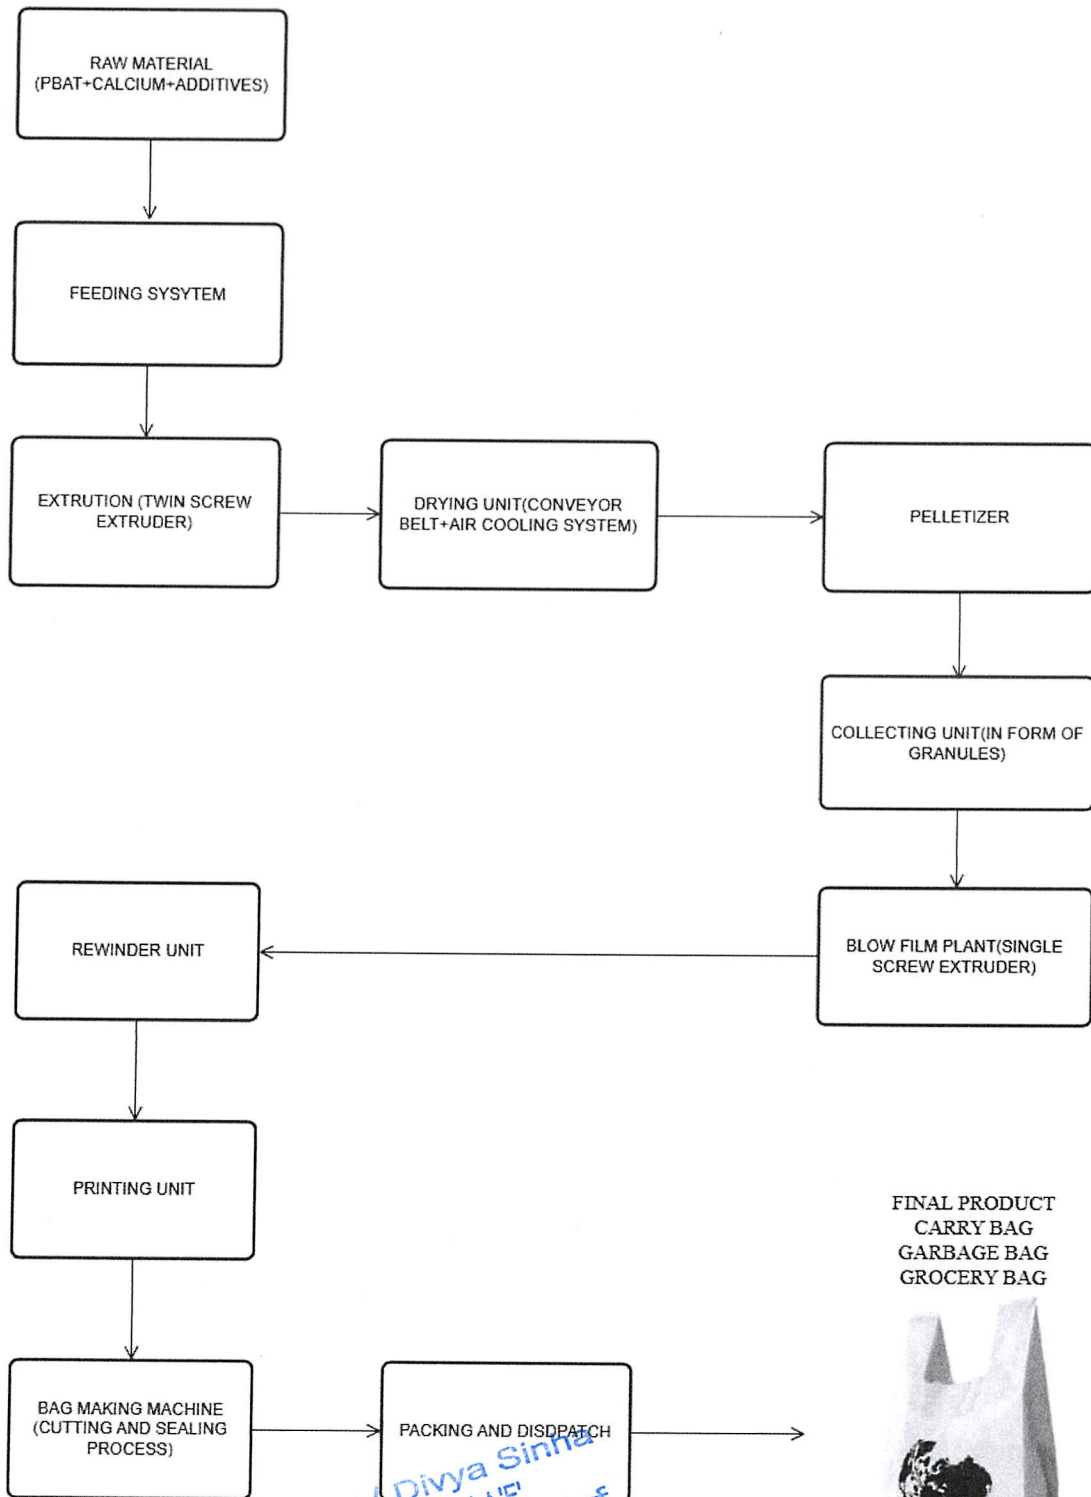 RAW MATERIAL
(PBAT+CALCIUM+ADDITIVES)
FEEDING SYSYTEM
EXTRUTION (TWIN SCREW
EXTRUDER)
DRYING UNIT(CONVEYOR
BELT+AIR COOLING SYSTEM)
PELLETIZER
COLLECTING UNIT(IN FORM OF
GRANULES)
BLOW FILM PLANT(SINGLE
SCREW EXTRUDER)
REWINDER UNIT
PRINTING UNIT
BAG MAKING MACHINE
(CUTTING AND SEALING
PROCESS)
PACKING AND DISDPATCH
FINAL PRODUCT
CARRY BAG
GARBAGE BAG
GROCERY BAG
Divya Sinha